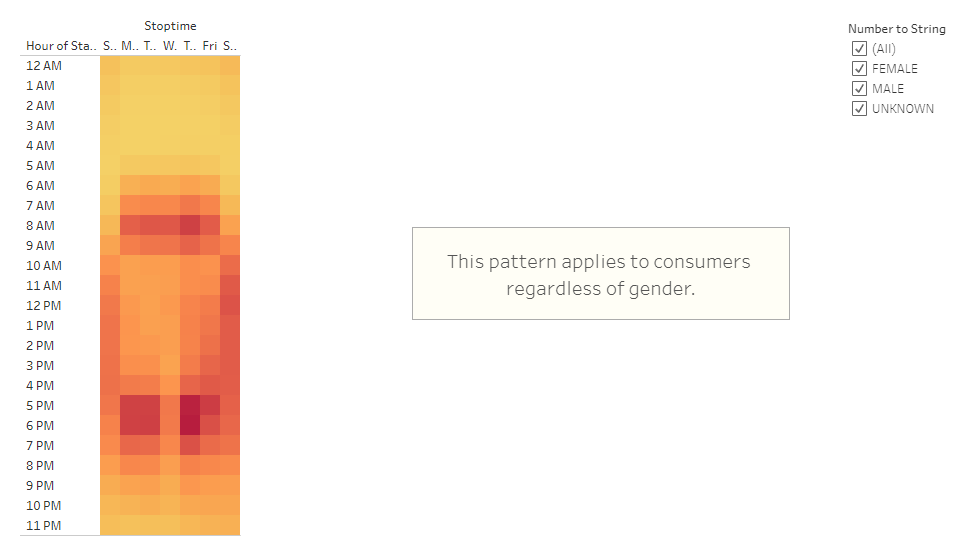 Stoptime
Hour of Sta.. S.. M.. T.. W. T.. Fri S..
12 AM
1 AM
2 AM
3 AM
4 AM
5 AM
6 AM
7 AM
8 AM
9 AM
10 AM
11 AM
12 PM
1 PM
2 PM
3 PM
4 PM
5 PM
6 PM
7 PM
8 PM
9 PM
10 PM
11 PM
This pattern applies to consumers
regardless of gender.
Number to String
(All)
FEMALE
MALE
UNKNOWN